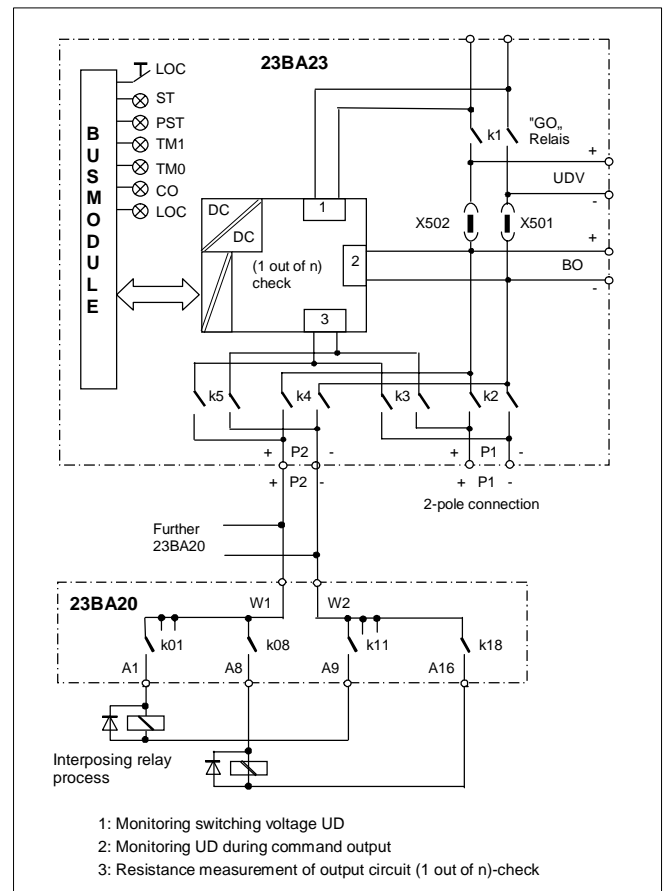 23BA23
LOC
ST
PST
TM1
TM0
CO
LOC
BUSMODULE
k1
"GO„
Relais
+
UDV
-
DC
DC
1
X502
X501
+
2
(1 out of n)
check
BO
-
3
k5
k4
k3
k2
+ P2 -
+ P1 -
+ P2 -
+ P1 -
2-pole connection
Further
23BA20
23BA20
W1
W2
k01
k08
k11
k18
A1
A8
A9
A16
Interposing relay
process
1: Monitoring switching voltage UD
2: Monitoring UD during command output
3: Resistance measurement of output circuit (1 out of n)-check